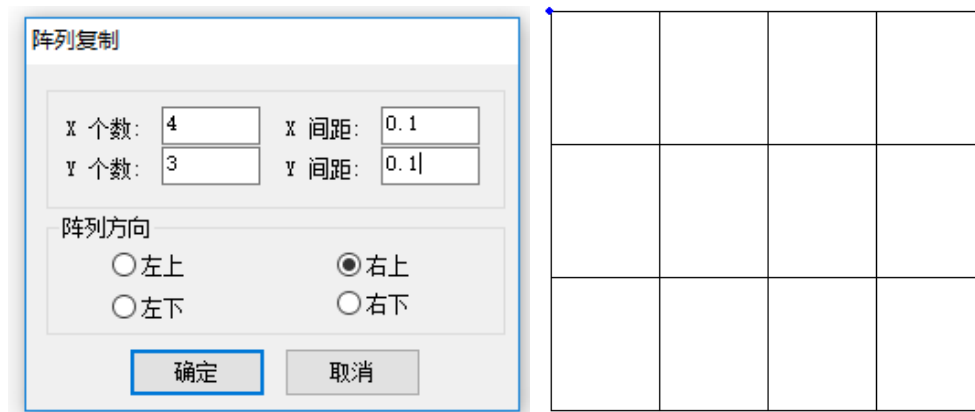 阵列复制
X 个数: 4 X 间距: 0.1
Y 个数: 3 Y 间距: 0.1
阵列方向
左上 右上
左下 右下
确定 取消